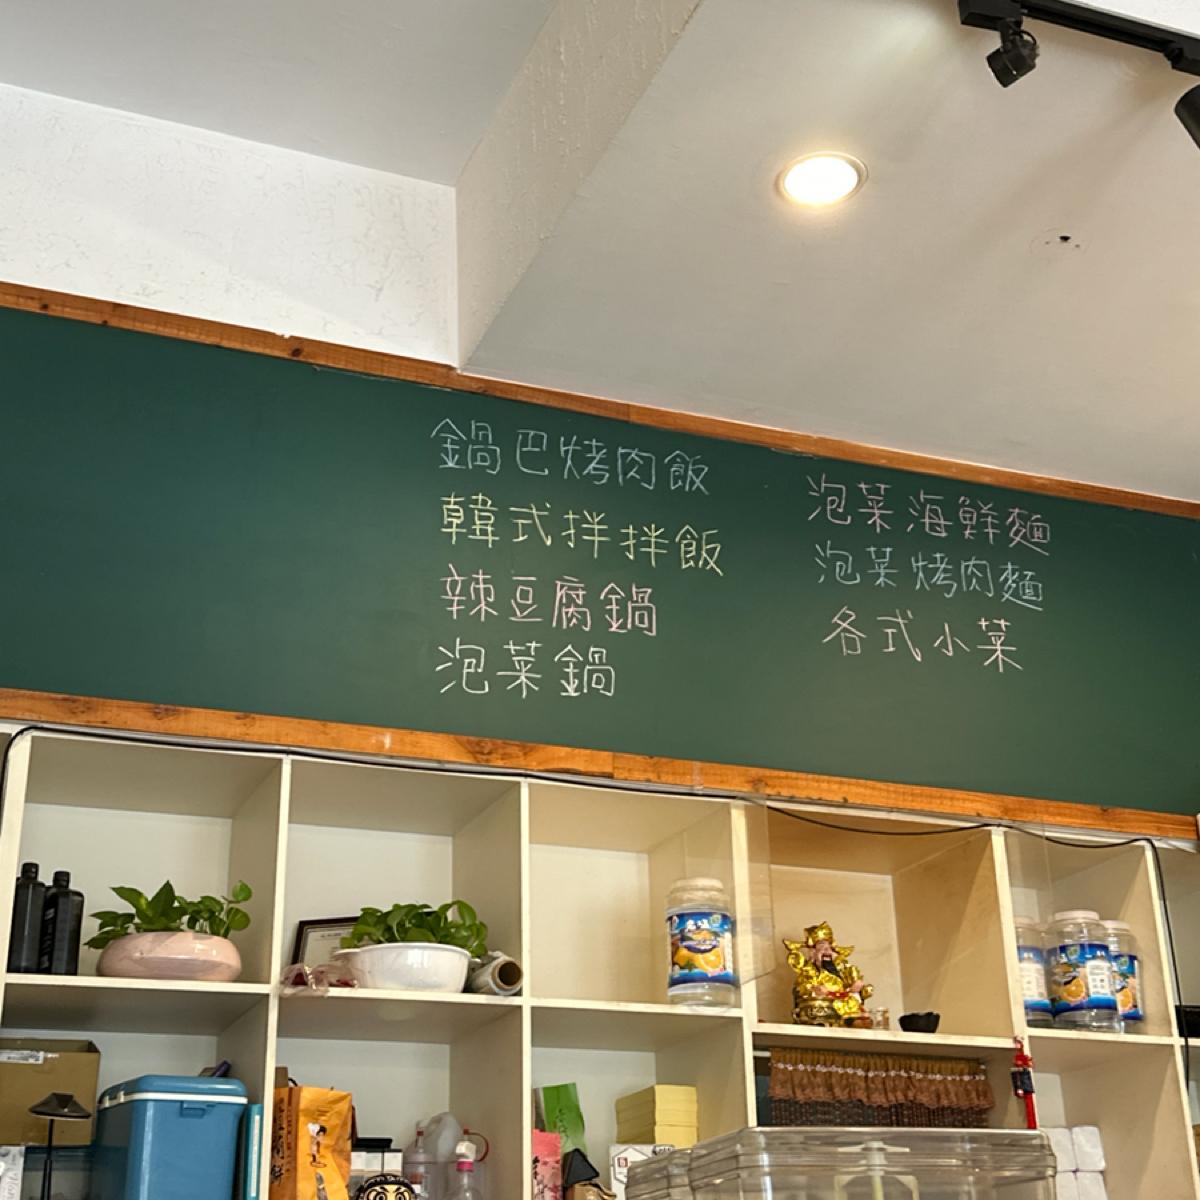 鍋巴烤肉飯
韓式拌拌飯
辣豆腐鍋
泡菜鍋
泡菜海鮮麵
泡菜烤肉麵
各式小菜